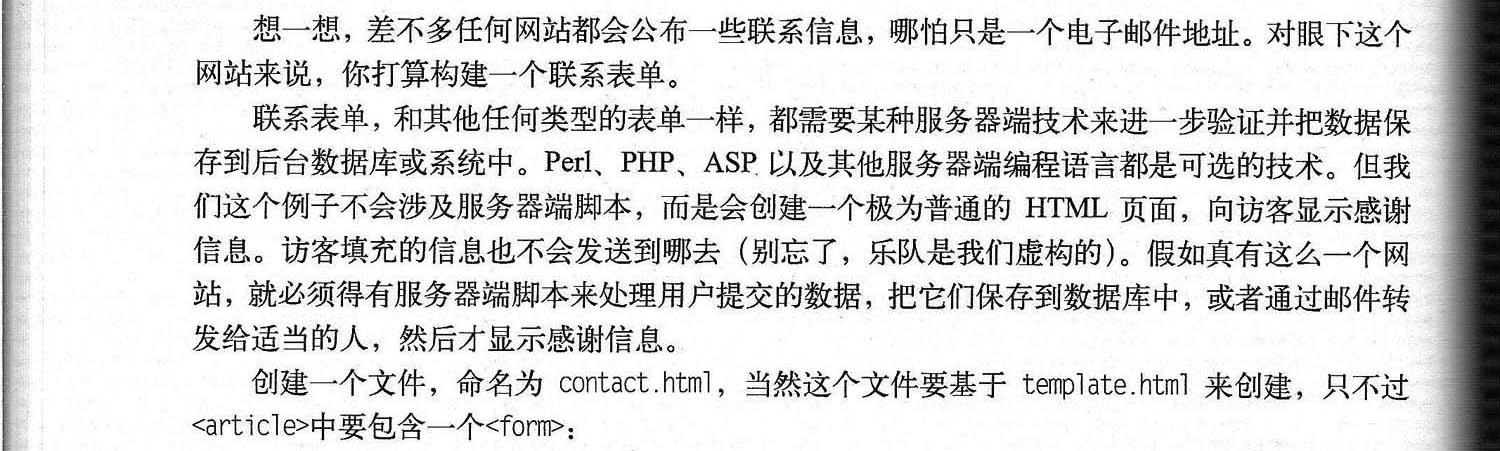 想一想，差不多任何网站都会公布一些联系信息，哪怕只是一个电子邮件地址。对眼下这个
网站来说，你打算构建一个联系表单。
联系表单，和其他任何类型的表单一样，都需要某种服务器端技术来进一步验证并把数据保
存到后台数据库或系统中。Perl、PHP、ASP 以及其他服务器端编程语言都是可选的技术。但我
们这个例子不会涉及服务器端脚本，而是会创建一个极为普通的 HTML 页面，向访客显示感谢
信息。访客填充的信息也不会发送到哪去（别忘了，乐队是我们虚构的）。假如真有这么一个网
站，就必须得有服务器端脚本来处理用户提交的数据，把它们保存到数据库中，或者通过邮件转
发给适当的人，然后才显示感谢信息。
创建一个文件，命名为 contact.html，当然这个文件要基于 template.html 来创建，只不过
<article>中要包含一个<form>：